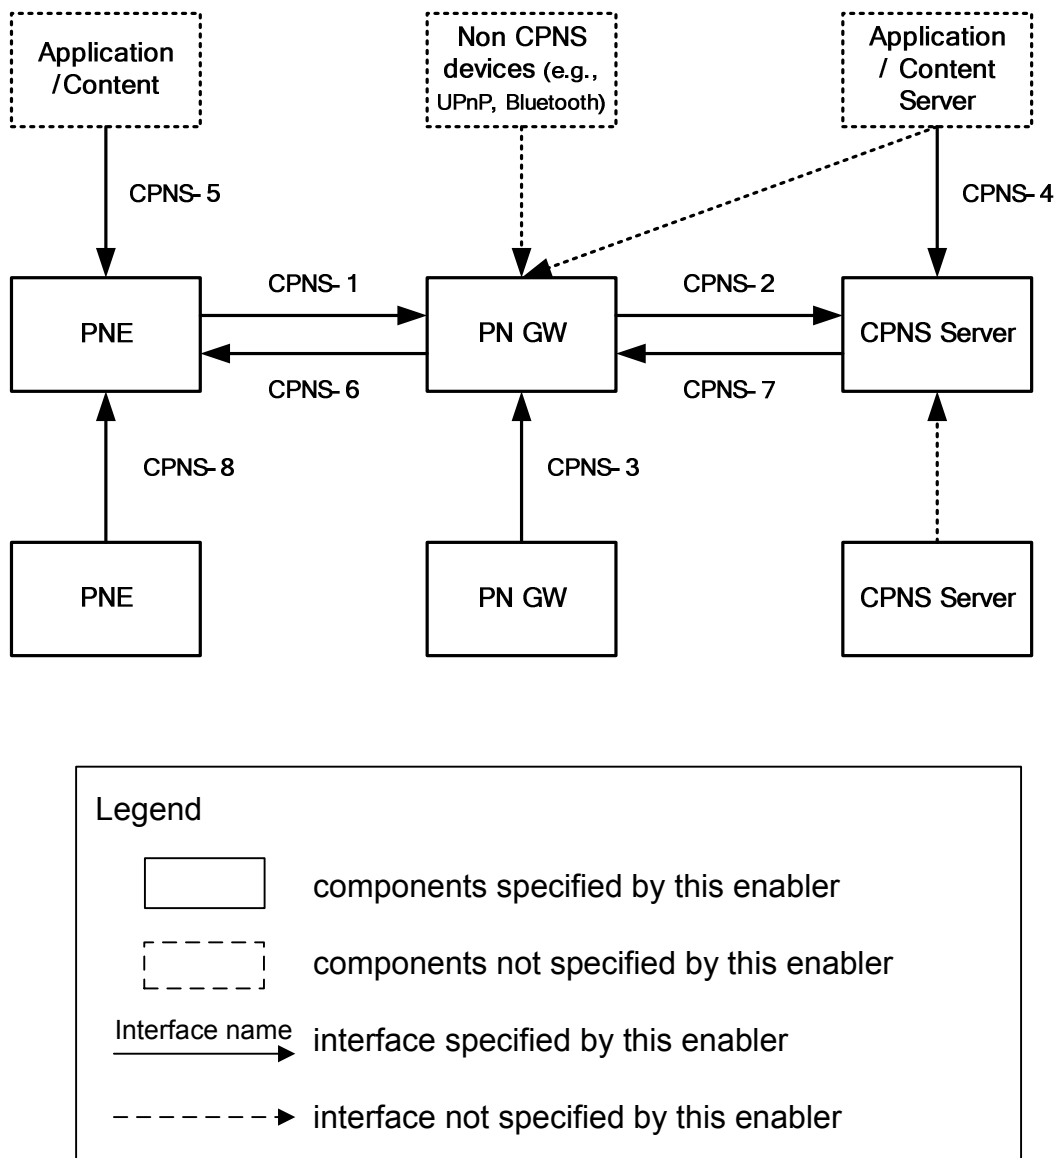 Application
/Content
Non CPNS
devices (e.g.,
UPnP, Bluetooth)
Application
/ Content
Server
CPNS-5
CPNS-4
CPNS-1
CPNS-2
PNE
PN GW
CPNS Server
CPNS-6
CPNS-7
CPNS-8
CPNS-3
PNE
PN GW
CPNS Server
Legend
components specified by this enabler
components not specified by this enabler
Interface name
interface specified by this enabler
interface not specified by this enabler